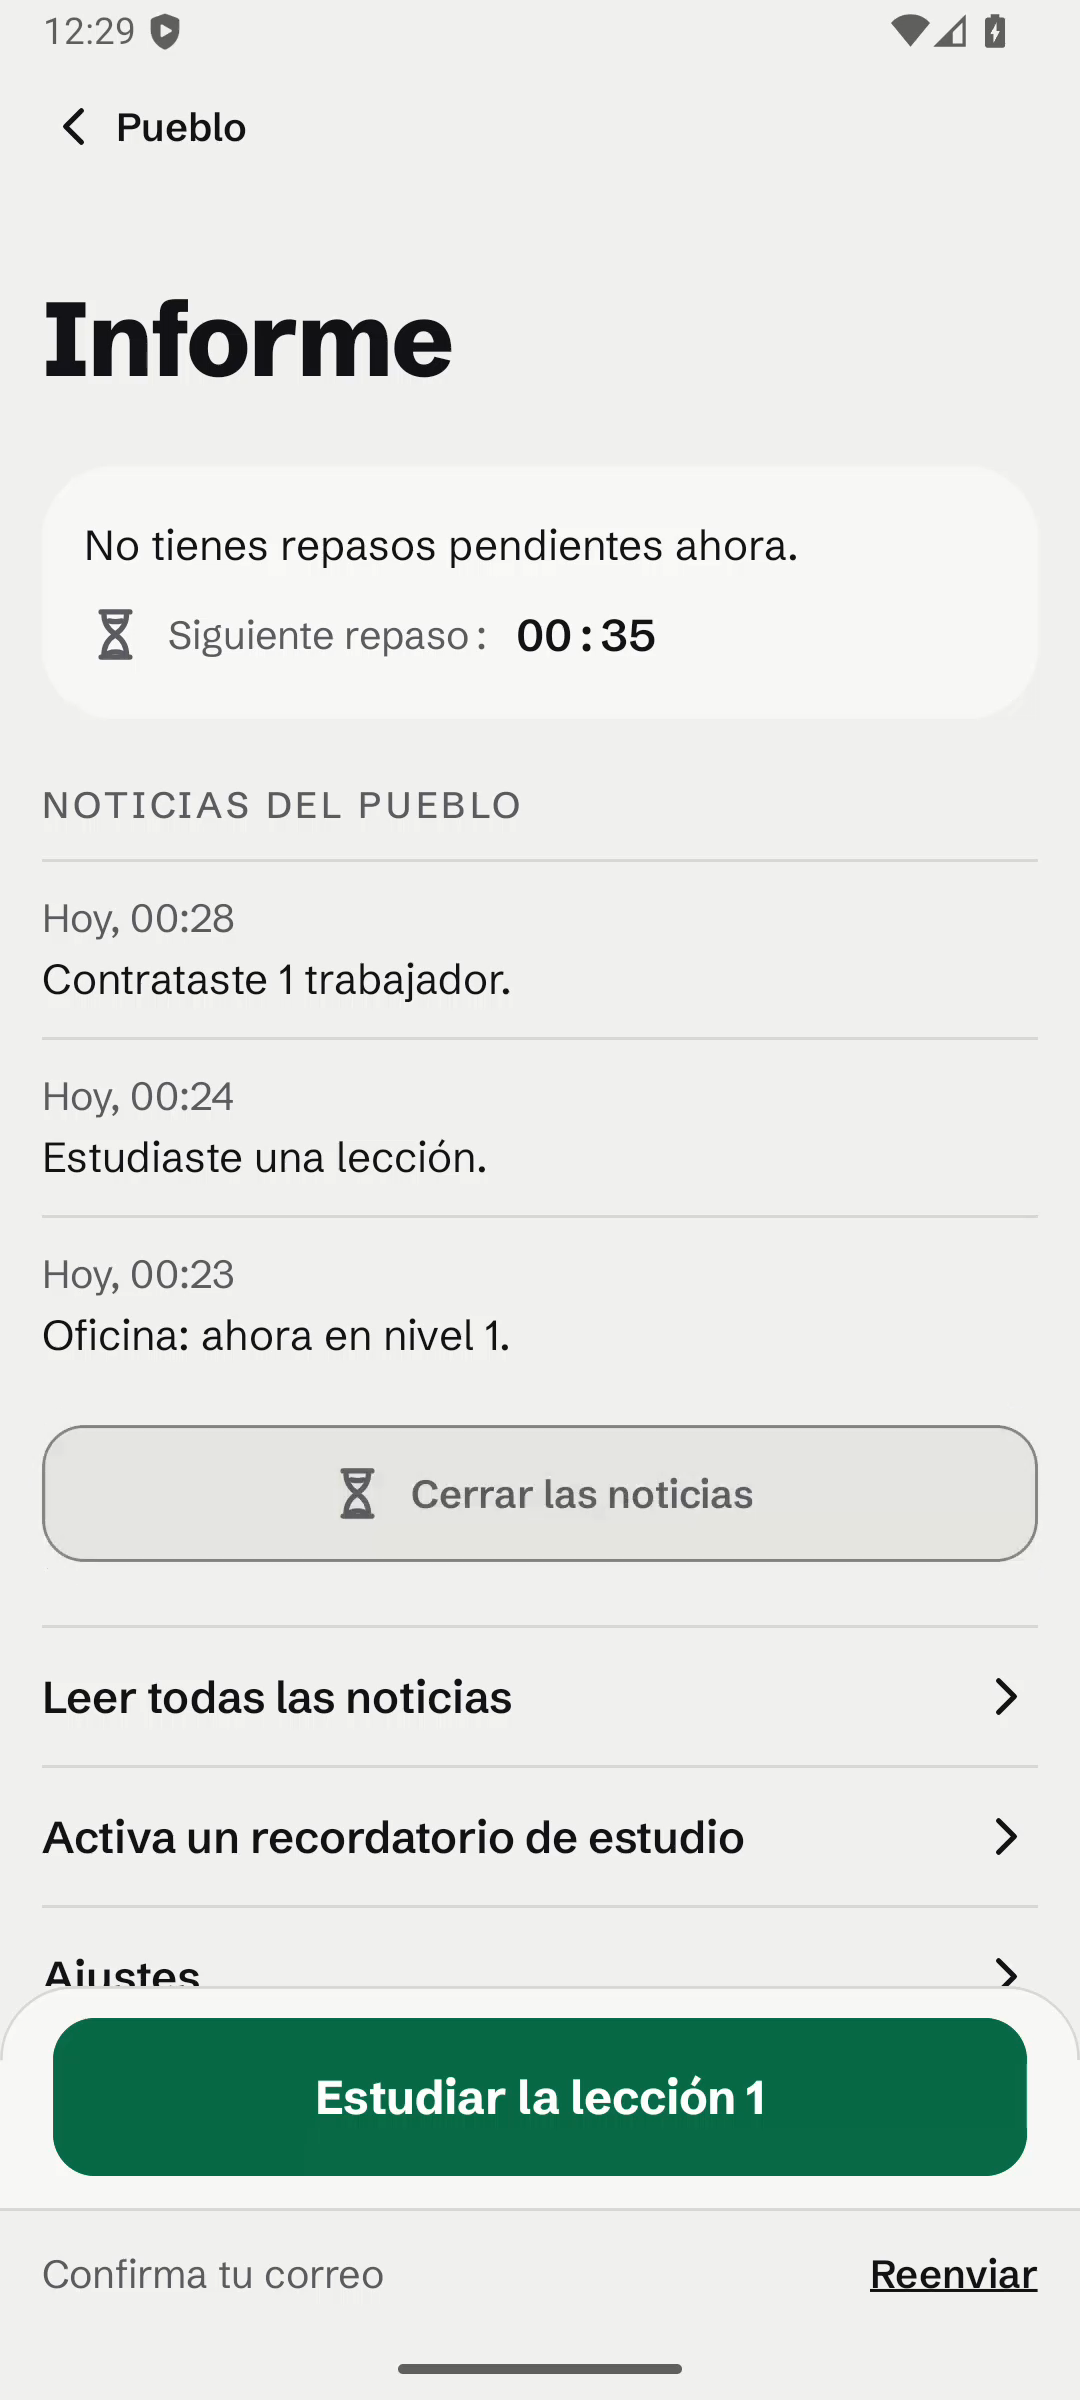 12:29
Pueblo
Informe
No tienes repasos pendientes ahora.
Siguiente repaso: 00:35
NOTICIAS DEL PUEBLO
Hoy, 00:28
Contrataste 1 trabajador.
Hoy, 00:24
Estudiaste una lección.
Hoy, 00:23
Oficina: ahora en nivel 1.
Cerrar las noticias
Leer todas las noticias
Activa un recordatorio de estudio
Ajustes
Estudiar la lección 1
Confirma tu correo
Reenviar